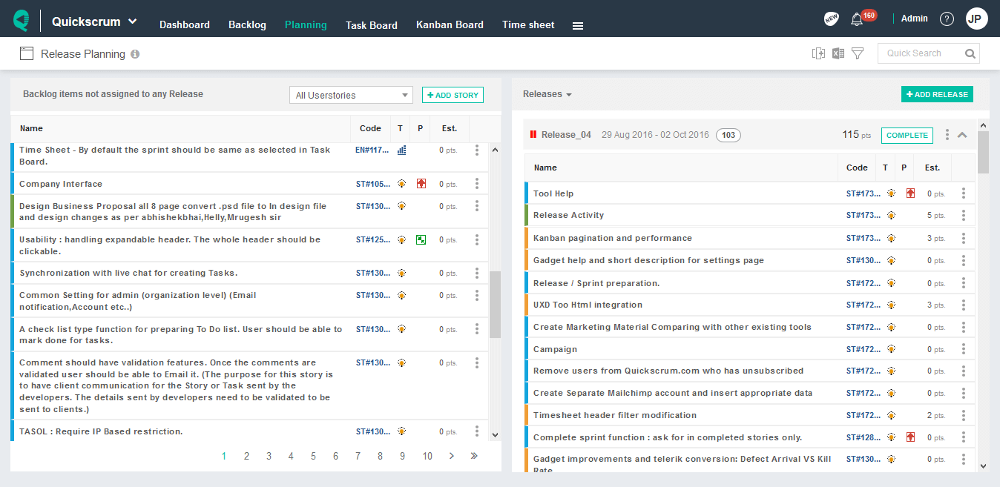 Quickscrum
Dashboard Backlog Planning Task Board Kanban Board Time sheet
NEW 160 Admin ? JP
Release Planning
Quick Search
Backlog items not assigned to any Release
All Userstories
+ ADD STORY
Name Code T P Est.
Time Sheet - By default the sprint should be same as selected in Task EN#117... 0 pts.
Board.
Company Interface ST#105... 0 pts.
Design Business Proposal all 8 page convert .psd file to In design file ST#130... 0 pts.
and design changes as per abhishekbhai,Helly,Mrugesh sir
Usability : handling expandable header. The whole header should be ST#125... 0 pts.
clickable.
Synchronization with live chat for creating Tasks. ST#130... 0 pts.
Common Setting for admin (organization level) (Email ST#130... 0 pts.
notification,Account etc..)
A check list type function for preparing To Do list. User should be able to ST#130... 0 pts.
mark done for tasks.
Comment should have validation features. Once the comments are ST#130... 0 pts.
validated user should be able to Email it. (The purpose for this story is
to have client communication for the Story or Task sent by the
developers. The details sent by developers need to be validated to be
sent to clients.)
TASOL : Require IP Based restriction. ST#130... 0 pts.
1 2 3 4 5 6 7 8 9 10
Releases
+ ADD RELEASE
Release_04 29 Aug 2016 - 02 Oct 2016 103 115 pts COMPLETE
Name Code T P Est.
Tool Help ST#173... 0 pts.
Release Activity ST#173... 5 pts.
Kanban pagination and performance ST#173... 3 pts.
Gadget help and short description for settings page ST#130... 0 pts.
Release / Sprint preparation. ST#172... 0 pts.
UXD Too Html integration ST#172... 3 pts.
Create Marketing Material Comparing with other existing tools ST#172... 0 pts.
Campaign ST#172... 0 pts.
Remove users from Quickscrum.com who has unsubscribed ST#172... 0 pts.
Create Separate Mailchimp account and insert appropriate data ST#172... 0 pts.
Timesheet header filter modification ST#172... 2 pts.
Complete sprint function : ask for in completed stories only. ST#128... 0 pts.
Gadget improvements and telerik conversion: Defect Arrival VS Kill ST#130... 0 pts.
Rate